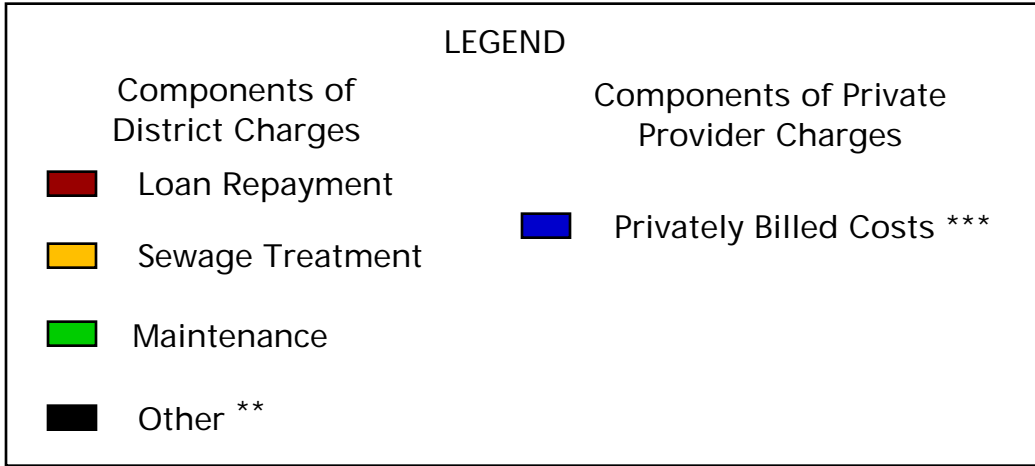 LEGEND
Components of
District Charges
Loan Repayment
Sewage Treatment
Maintenance
Other **
Components of Private
Provider Charges
Privately Billed Costs ***